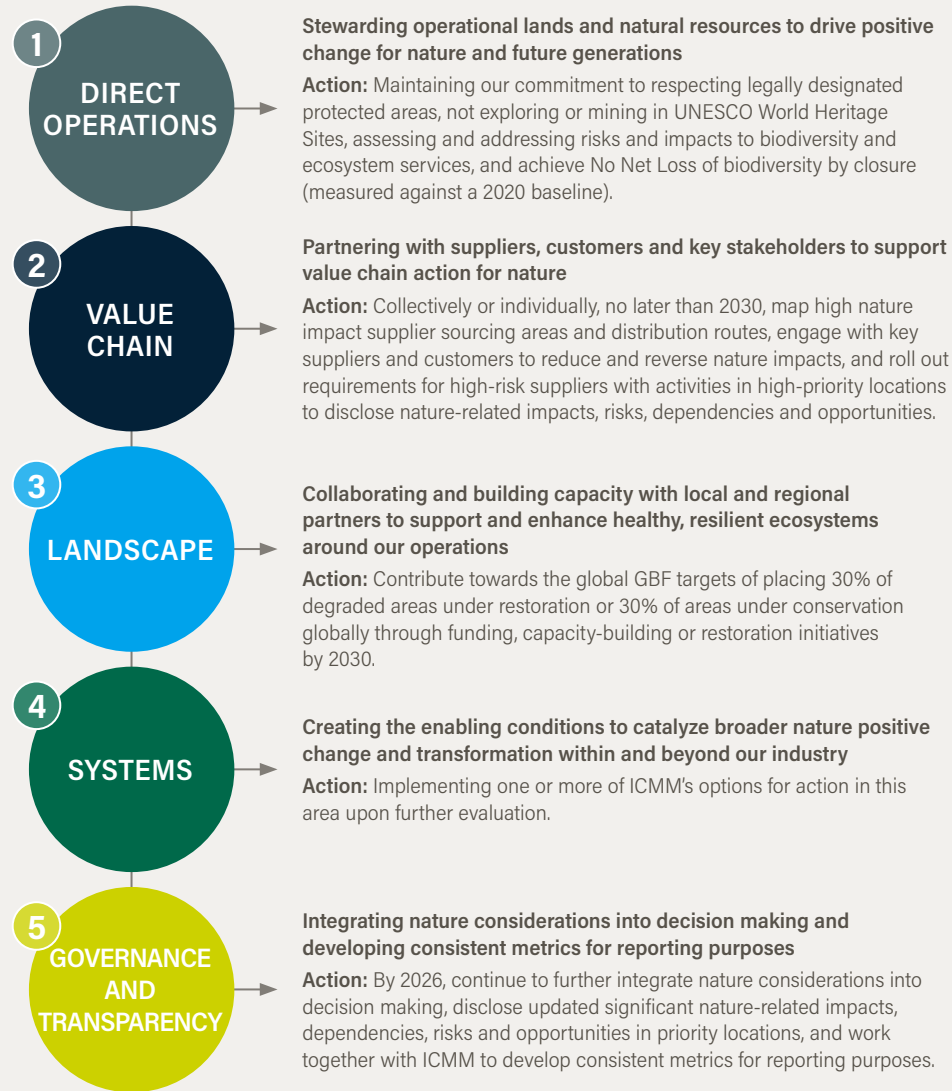 1
DIRECT
OPERATIONS
Stewarding operational lands and natural resources to drive positive
change for nature and future generations
Action: Maintaining our commitment to respecting legally designated
protected areas, not exploring or mining in UNESCO World Heritage
Sites, assessing and addressing risks and impacts to biodiversity and
ecosystem services, and achieve No Net Loss of biodiversity by closure
(measured against a 2020 baseline).
2
VALUE
CHAIN
Partnering with suppliers, customers and key stakeholders to support
value chain action for nature
Action: Collectively or individually, no later than 2030, map high nature
impact supplier sourcing areas and distribution routes, engage with key
suppliers and customers to reduce and reverse nature impacts, and roll out
requirements for high-risk suppliers with activities in high-priority locations
to disclose nature-related impacts, risks, dependencies and opportunities.
3
LANDSCAPE
Collaborating and building capacity with local and regional
partners to support and enhance healthy, resilient ecosystems
around our operations
Action: Contribute towards the global GBF targets of placing 30% of
degraded areas under restoration or 30% of areas under conservation
globally through funding, capacity-building or restoration initiatives
by 2030.
4
SYSTEMS
Creating the enabling conditions to catalyze broader nature positive
change and transformation within and beyond our industry
Action: Implementing one or more of ICMM's options for action in this
area upon further evaluation.
5
GOVERNANCE
AND
TRANSPARENCY
Integrating nature considerations into decision making and
developing consistent metrics for reporting purposes
Action: By 2026, continue to further integrate nature considerations into
decision making, disclose updated significant nature-related impacts,
dependencies, risks and opportunities in priority locations, and work
together with ICMM to develop consistent metrics for reporting purposes.